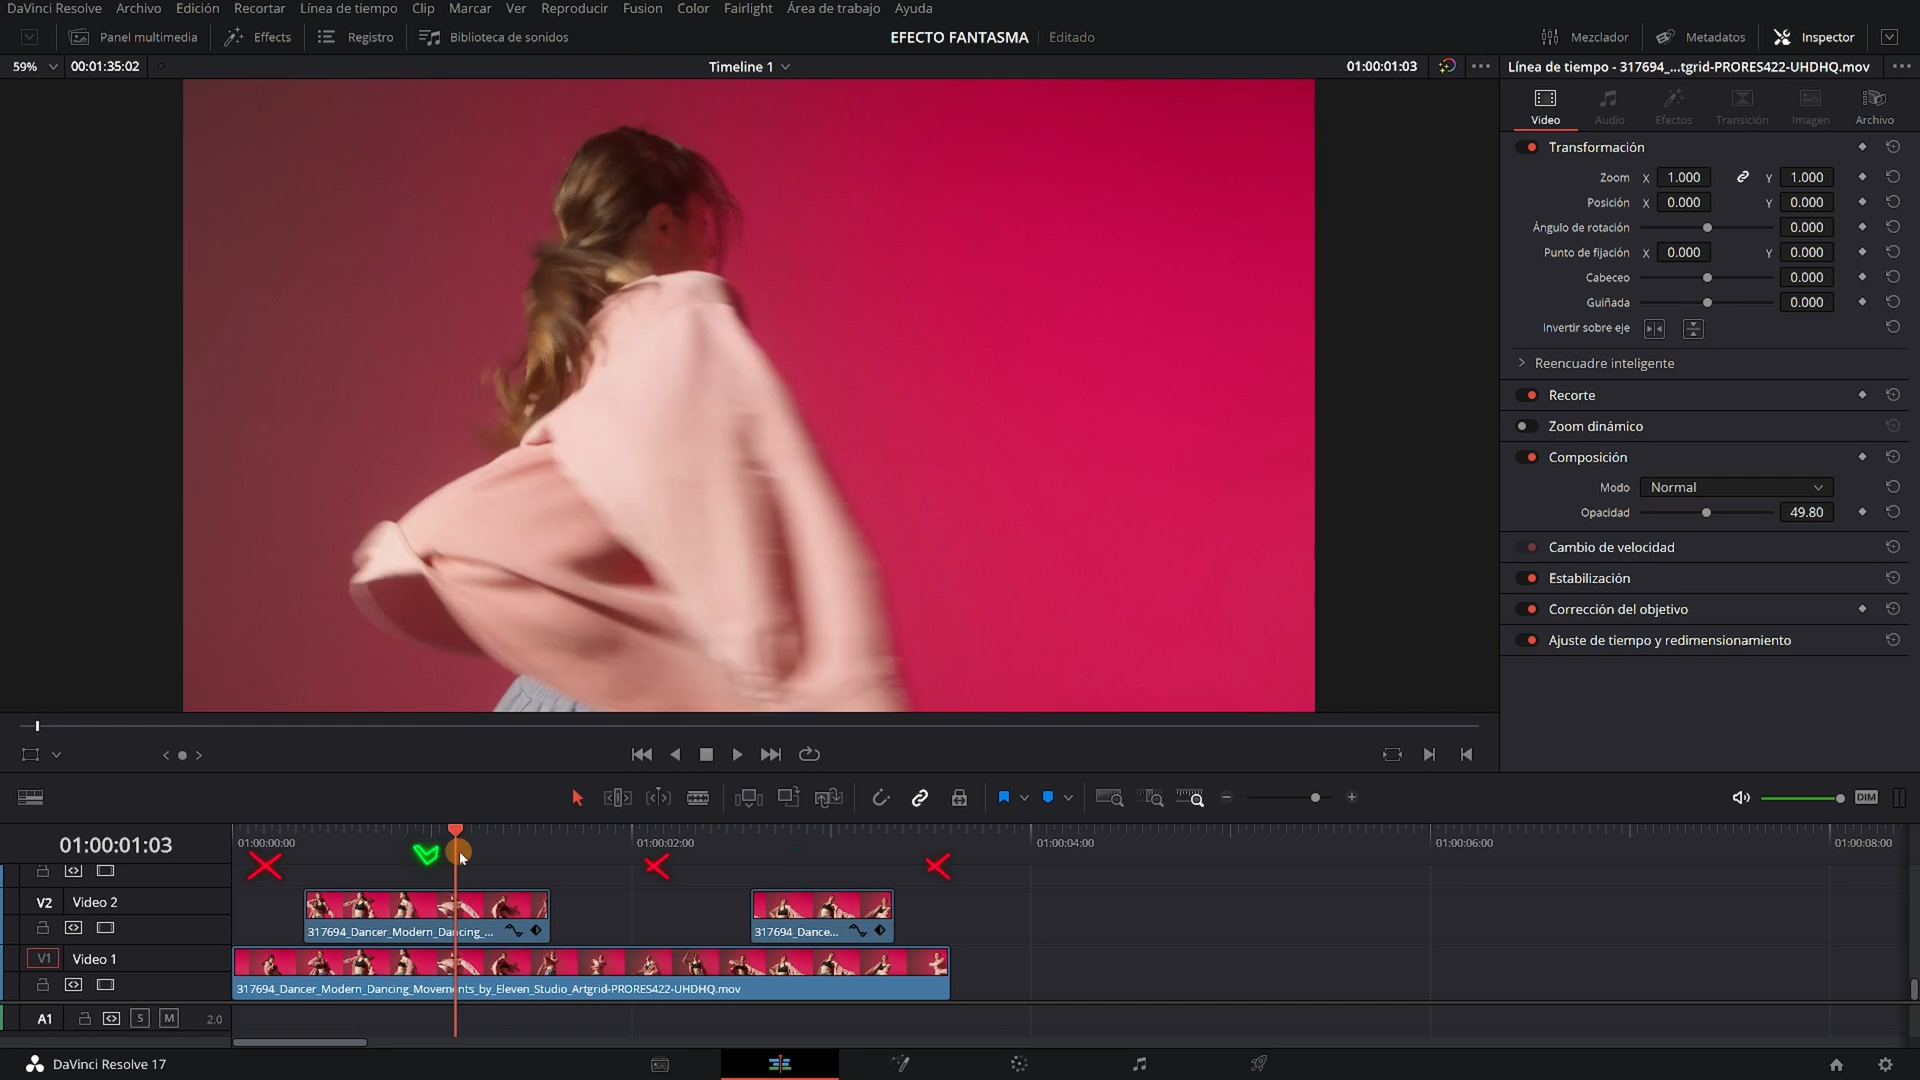 DaVinci Resolve Archivo Edición Recortar Línea de tiempo Clip Marcar Ver Reproducir Fusion Color Fairlight Área de trabajo Ayuda
Panel multimedia Effects Registro Biblioteca de sonidos EFECTO FANTASMA Editado Mezclador Metadatos Inspector
59% 00:01:35:02 Timeline 1 01:00:01:03 Línea de tiempo - 317694_...tgrid-PRORES422-UHDHQ.mov
Video Audio Efectos Transición Imagen Archivo
Transformación
Zoom X 1.000 Y 1.000
Posición X 0.000 Y 0.000
Ángulo de rotación 0.000
Punto de fijación X 0.000 Y 0.000
Cabeceo 0.000
Guiñada 0.000
Invertir sobre eje
Reencuadre inteligente
Recorte
Zoom dinámico
Composición
Modo Normal
Opacidad 49.80
Cambio de velocidad
Estabilización
Corrección del objetivo
Ajuste de tiempo y redimensionamiento
DIM
01:00:01:03 01:00:00:00 01:00:02:00 01:00:04:00 01:00:06:00 01:00:08:00
V2 Video 2
317694_Dancer_Modern_Dancing_... 317694_Dance...
V1 Video 1
317694_Dancer_Modern_Dancing_Movements_by_Eleven_Studio_Artgrid-PRORES422-UHDHQ.mov
A1 S M 2.0
DaVinci Resolve 17